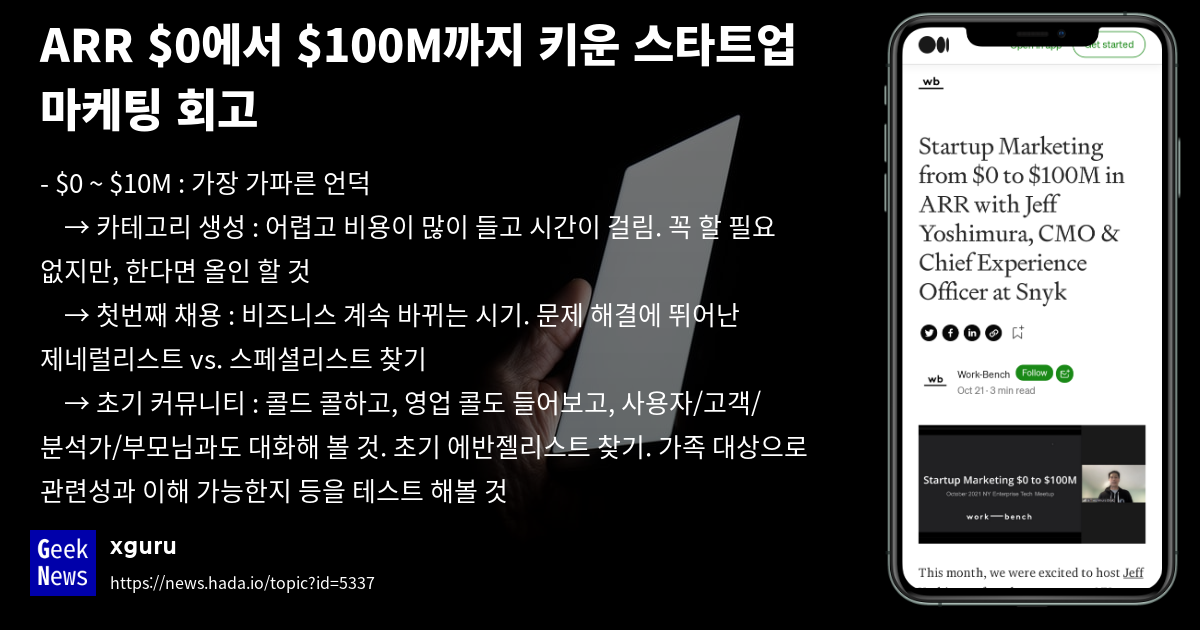 ARR $0에서 $100M까지 키운 스타트업
마케팅 회고
- $0 ~ $10M : 가장 가파른 언덕
→ 카테고리 생성 : 어렵고 비용이 많이 들고 시간이 걸림. 꼭 할 필요
없지만, 한다면 올인 할 것
→ 첫번째 채용 : 비즈니스 계속 바뀌는 시기. 문제 해결에 뛰어난
제네럴리스트 vs. 스페셜리스트 찾기
→ 초기 커뮤니티 : 콜드 콜하고, 영업 콜도 들어보고, 사용자/고객/
분석가/부모님과도 대화해 볼 것. 초기 에반젤리스트 찾기. 가족 대상으로
관련성과 이해 가능한지 등을 테스트 해볼 것
Geek
News
xguru
https://news.hada.io/topic?id=5337
Open in app
Get started
wb
Startup Marketing
from $0 to $100M in
ARR with Jeff
Yoshimura, CMO &
Chief Experience
Officer at Snyk
wb
Work-Bench
Follow
Oct 21 · 3 min read
Startup Marketing $0 to $100M
October 2021 NY Enterprise Tech Meetup
work—bench
This month, we were excited to host Jeff